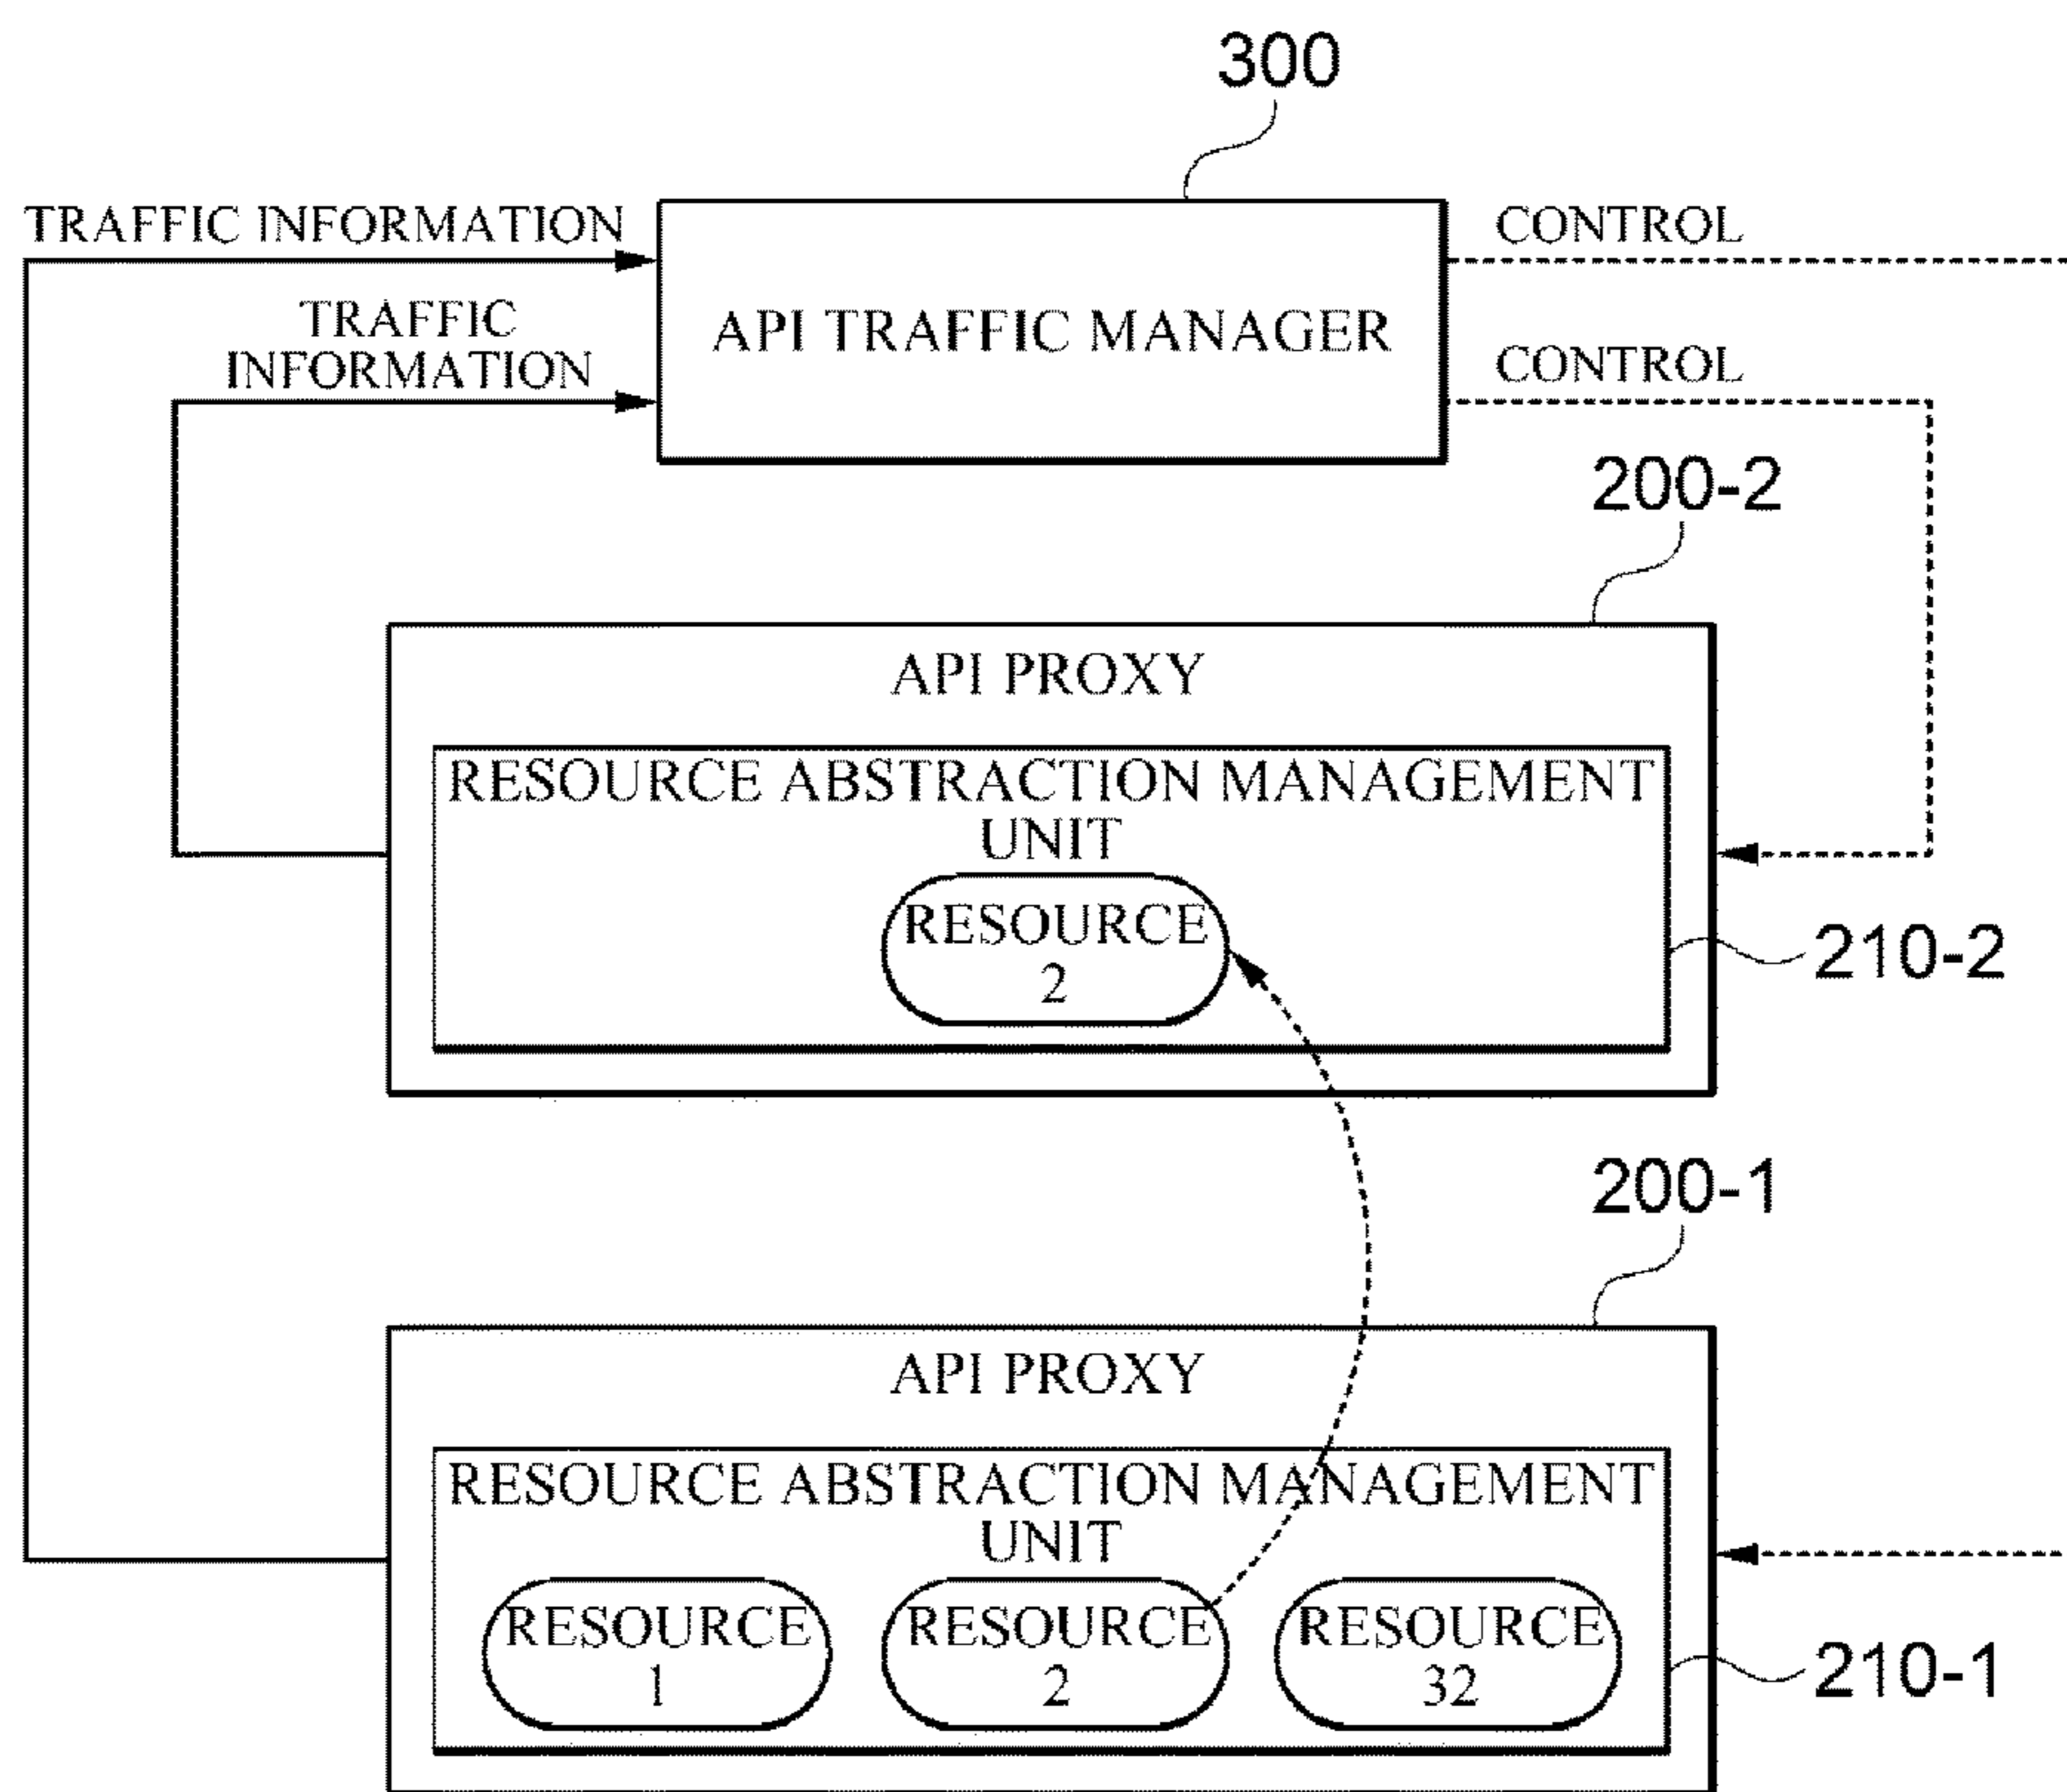 300
TRAFFIC INFORMATION
CONTROL
TRAFFIC
INFORMATION
API TRAFFIC MANAGER
CONTROL
200-2
API PROXY
RESOURCE ABSTRACTION MANAGEMENT
UNIT
RESOURCE
2
210-2
200-1
API PROXY
RESOURCE ABSTRACTION MANAGEMENT
UNIT
RESOURCE
1
RESOURCE
2
RESOURCE
32
210-1